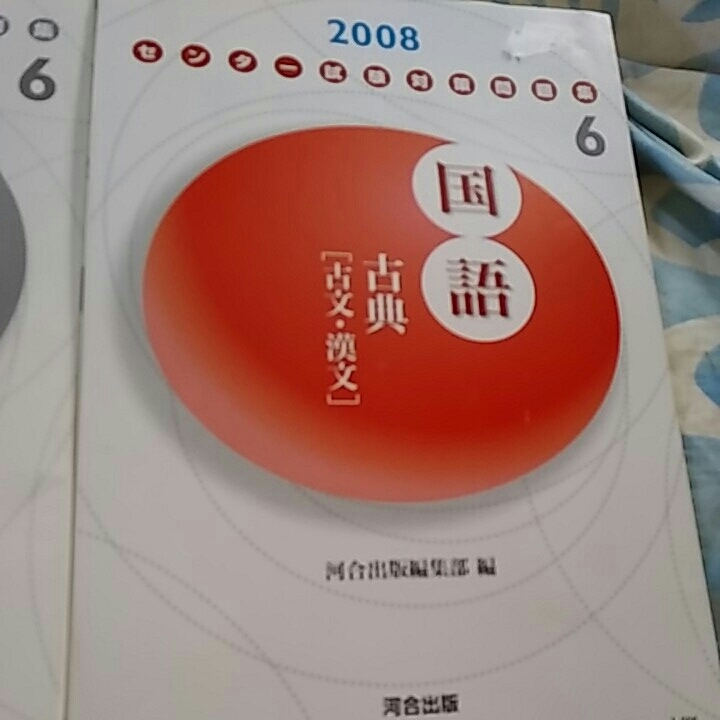 2008
センター試験対策問題集
6
国語
古典
[古文・漢文]
河合出版編集部 編
河合出版
6